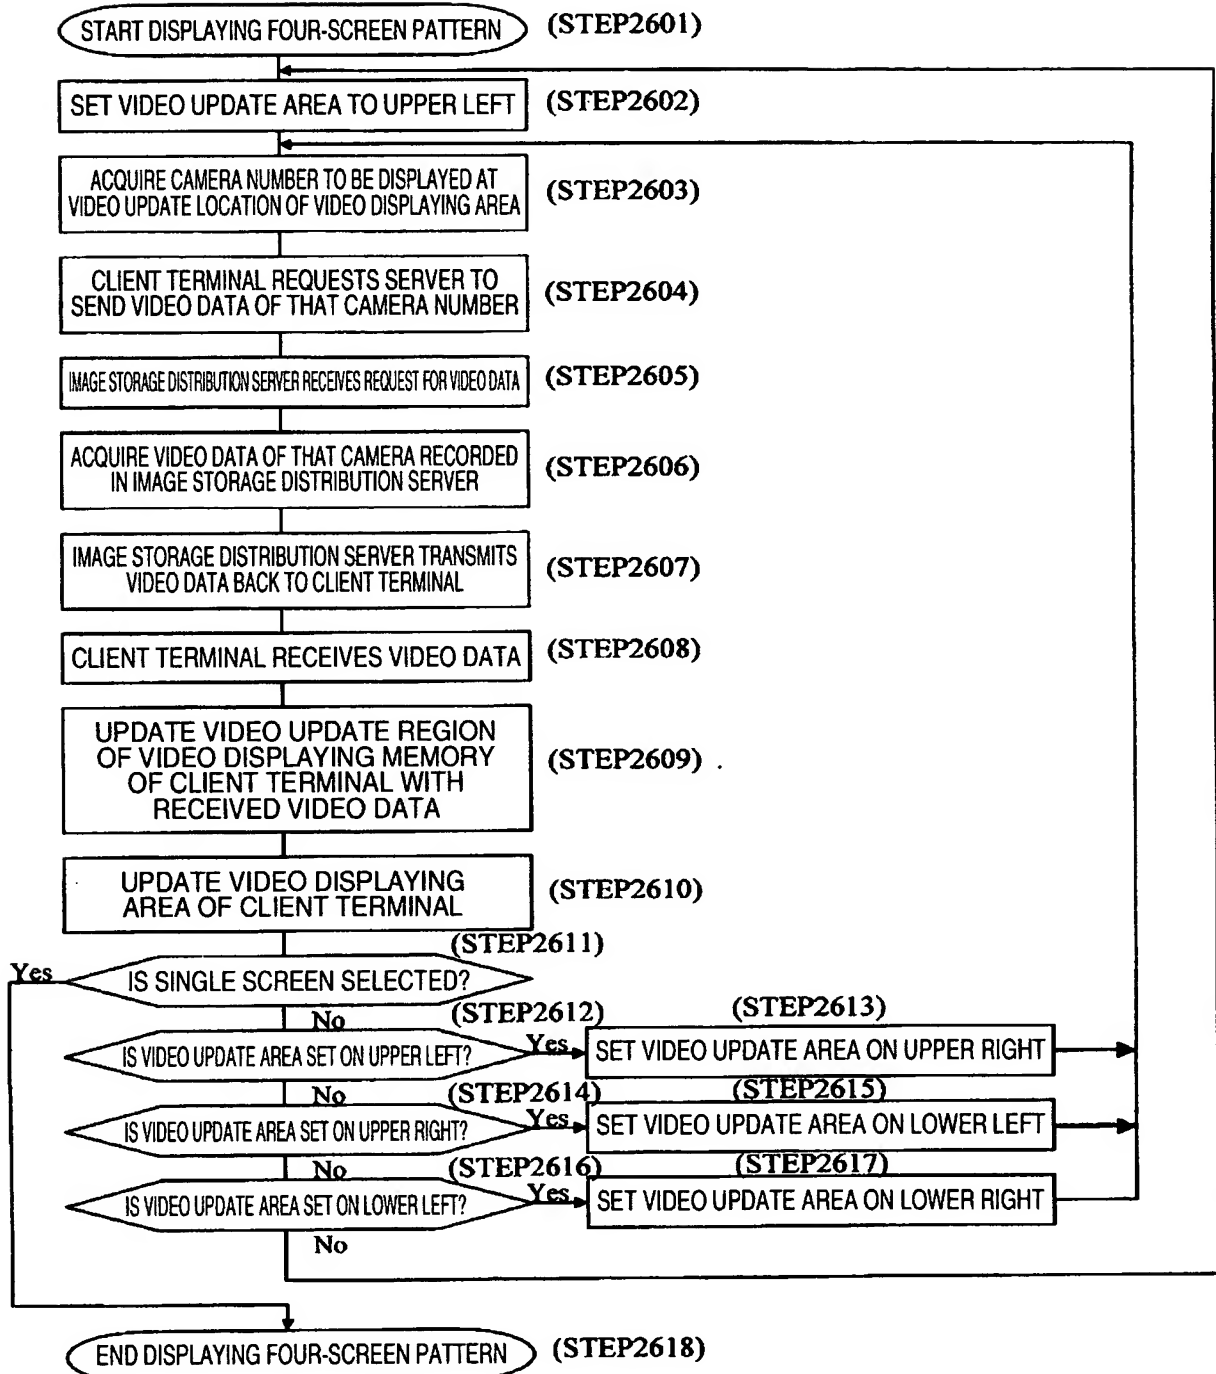 START DISPLAYING FOUR-SCREEN PATTERN (STEP2601)
SET VIDEO UPDATE AREA TO UPPER LEFT (STEP2602)
ACQUIRE CAMERA NUMBER TO BE DISPLAYED AT
VIDEO UPDATE LOCATION OF VIDEO DISPLAYING AREA
(STEP2603)
CLIENT TERMINAL REQUESTS SERVER TO
SEND VIDEO DATA OF THAT CAMERA NUMBER
(STEP2604)
IMAGE STORAGE DISTRIBUTION SERVER RECEIVES REQUEST FOR VIDEO DATA (STEP2605)
ACQUIRE VIDEO DATA OF THAT CAMERA RECORDED
IN IMAGE STORAGE DISTRIBUTION SERVER
(STEP2606)
IMAGE STORAGE DISTRIBUTION SERVER TRANSMITS
VIDEO DATA BACK TO CLIENT TERMINAL
(STEP2607)
CLIENT TERMINAL RECEIVES VIDEO DATA (STEP2608)
UPDATE VIDEO UPDATE REGION
OF VIDEO DISPLAYING MEMORY
OF CLIENT TERMINAL WITH
RECEIVED VIDEO DATA
(STEP2609)
UPDATE VIDEO DISPLAYING
AREA OF CLIENT TERMINAL
(STEP2610)
(STEP2611)
Yes IS SINGLE SCREEN SELECTED?
No (STEP2612) (STEP2613)
IS VIDEO UPDATE AREA SET ON UPPER LEFT? Yes SET VIDEO UPDATE AREA ON UPPER RIGHT
No (STEP2614) (STEP2615)
IS VIDEO UPDATE AREA SET ON UPPER RIGHT? Yes SET VIDEO UPDATE AREA ON LOWER LEFT
No (STEP2616) (STEP2617)
IS VIDEO UPDATE AREA SET ON LOWER LEFT? Yes SET VIDEO UPDATE AREA ON LOWER RIGHT
No
END DISPLAYING FOUR-SCREEN PATTERN (STEP2618)